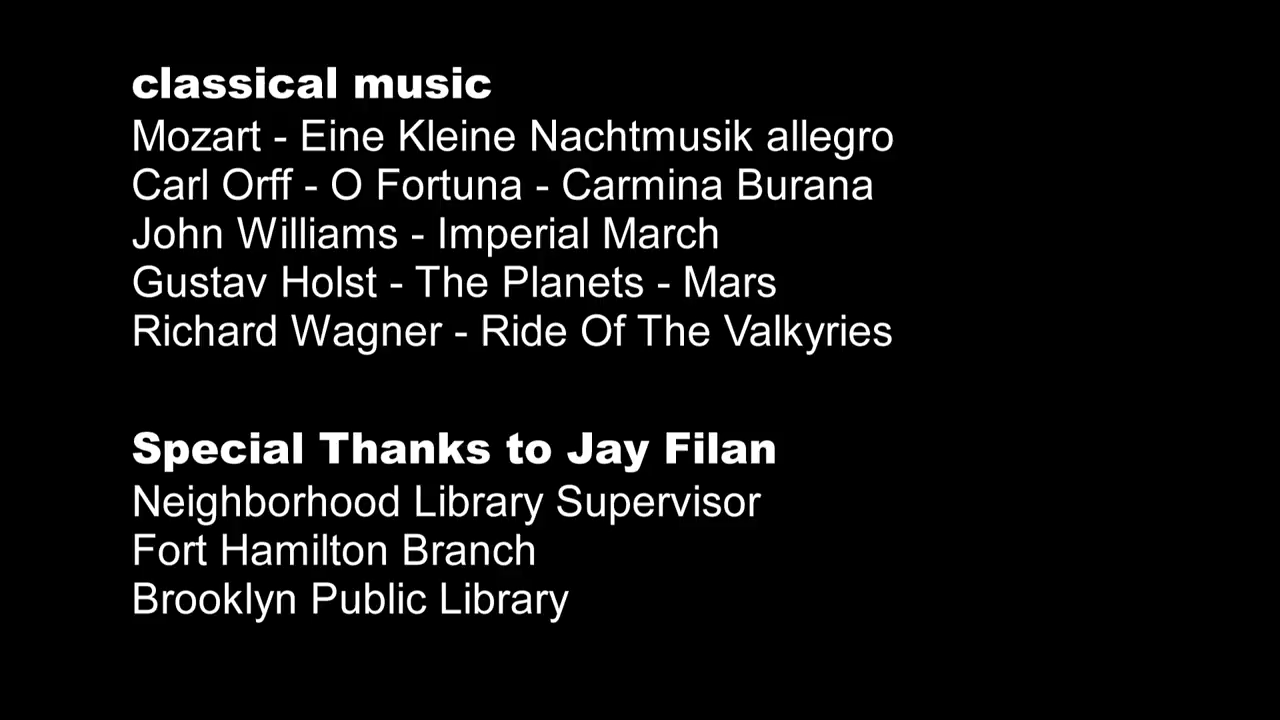 classical music
Mozart - Eine Kleine Nachtmusik allegro
Carl Orff - O Fortuna - Carmina Burana
John Williams - Imperial March
Gustav Holst - The Planets - Mars
Richard Wagner - Ride Of The Valkyries
Special Thanks to Jay Filan
Neighborhood Library Supervisor
Fort Hamilton Branch
Brooklyn Public Library